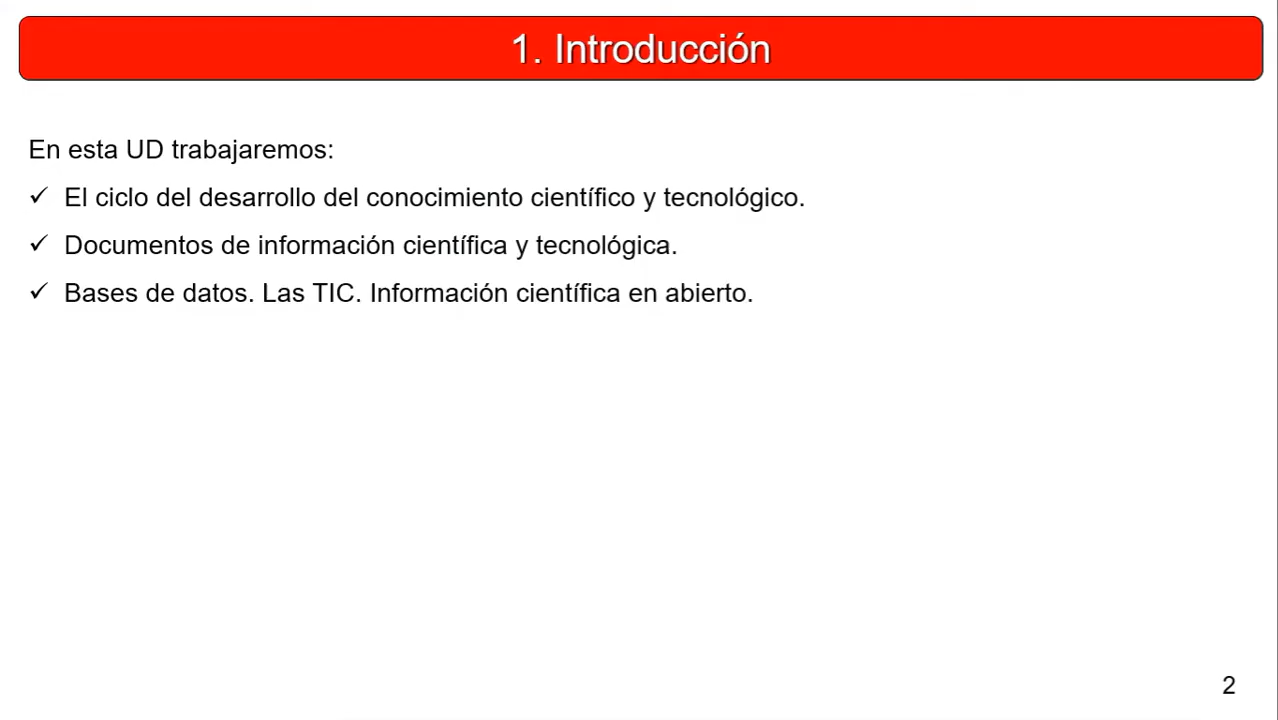 1. Introducción
En esta UD trabajaremos:
✓ El ciclo del desarrollo del conocimiento científico y tecnológico.
✓ Documentos de información científica y tecnológica.
✓ Bases de datos. Las TIC. Información científica en abierto.
2